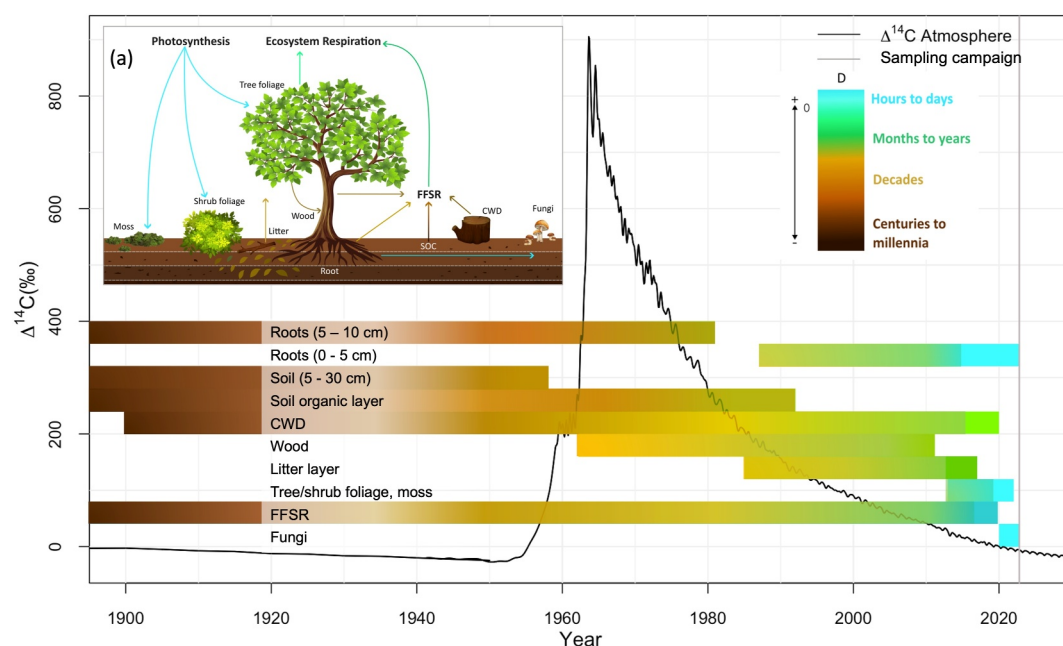 (a)
Photosynthesis
Ecosystem Respiration
Tree foliage
Shrub foliage
Moss
Litter
Wood
FFSR
CWD
Fungi
SOC
Root
Δ¹⁴C Atmosphere
Sampling campaign
D
+
0
-
Hours to days
Months to years
Decades
Centuries to
millennia
Δ¹⁴C(‰)
800
600
400
200
0
Roots (5 – 10 cm)
Roots (0 - 5 cm)
Soil (5 - 30 cm)
Soil organic layer
CWD
Wood
Litter layer
Tree/shrub foliage, moss
FFSR
Fungi
1900
1920
1940
1960
1980
2000
2020
Year